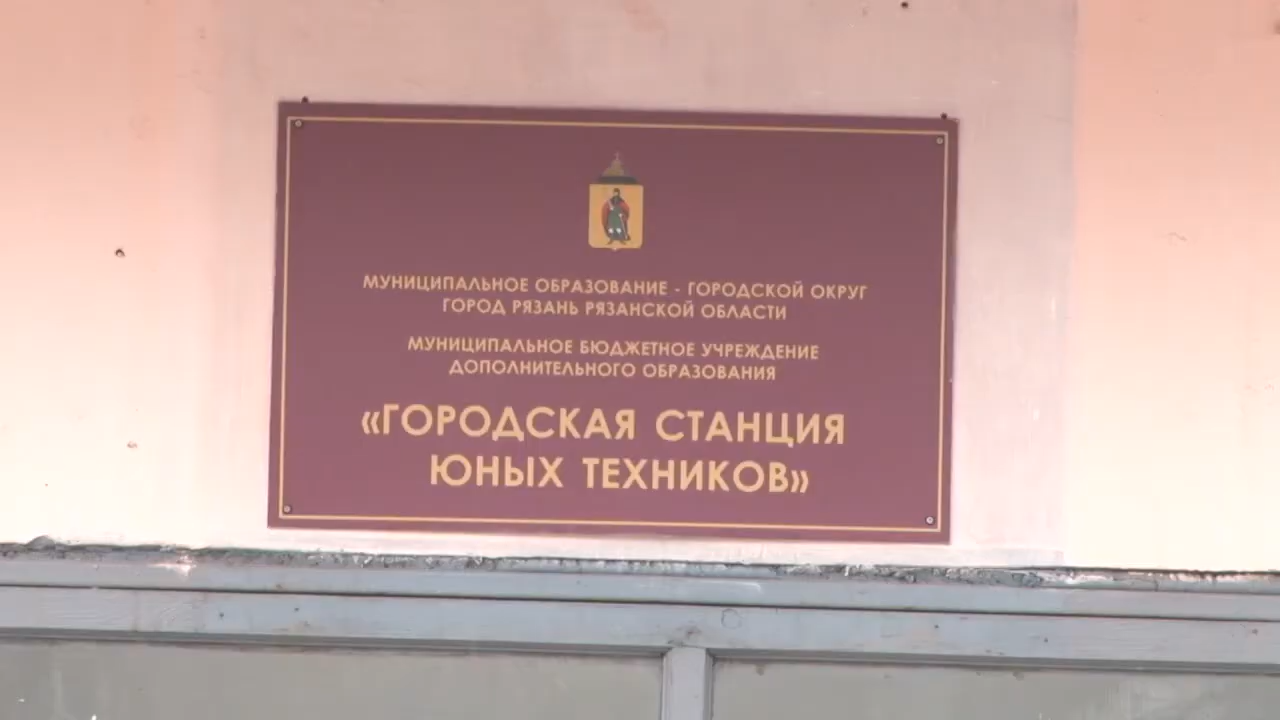 МУНИЦИПАЛЬНОЕ ОБРАЗОВАНИЕ - ГОРОДСКОЙ ОКРУГ
ГОРОД РЯЗАНЬ РЯЗАНСКОЙ ОБЛАСТИ
МУНИЦИПАЛЬНОЕ БЮДЖЕТНОЕ УЧРЕЖДЕНИЕ
ДОПОЛНИТЕЛЬНОГО ОБРАЗОВАНИЯ
«ГОРОДСКАЯ СТАНЦИЯ
ЮНЫХ ТЕХНИКОВ»